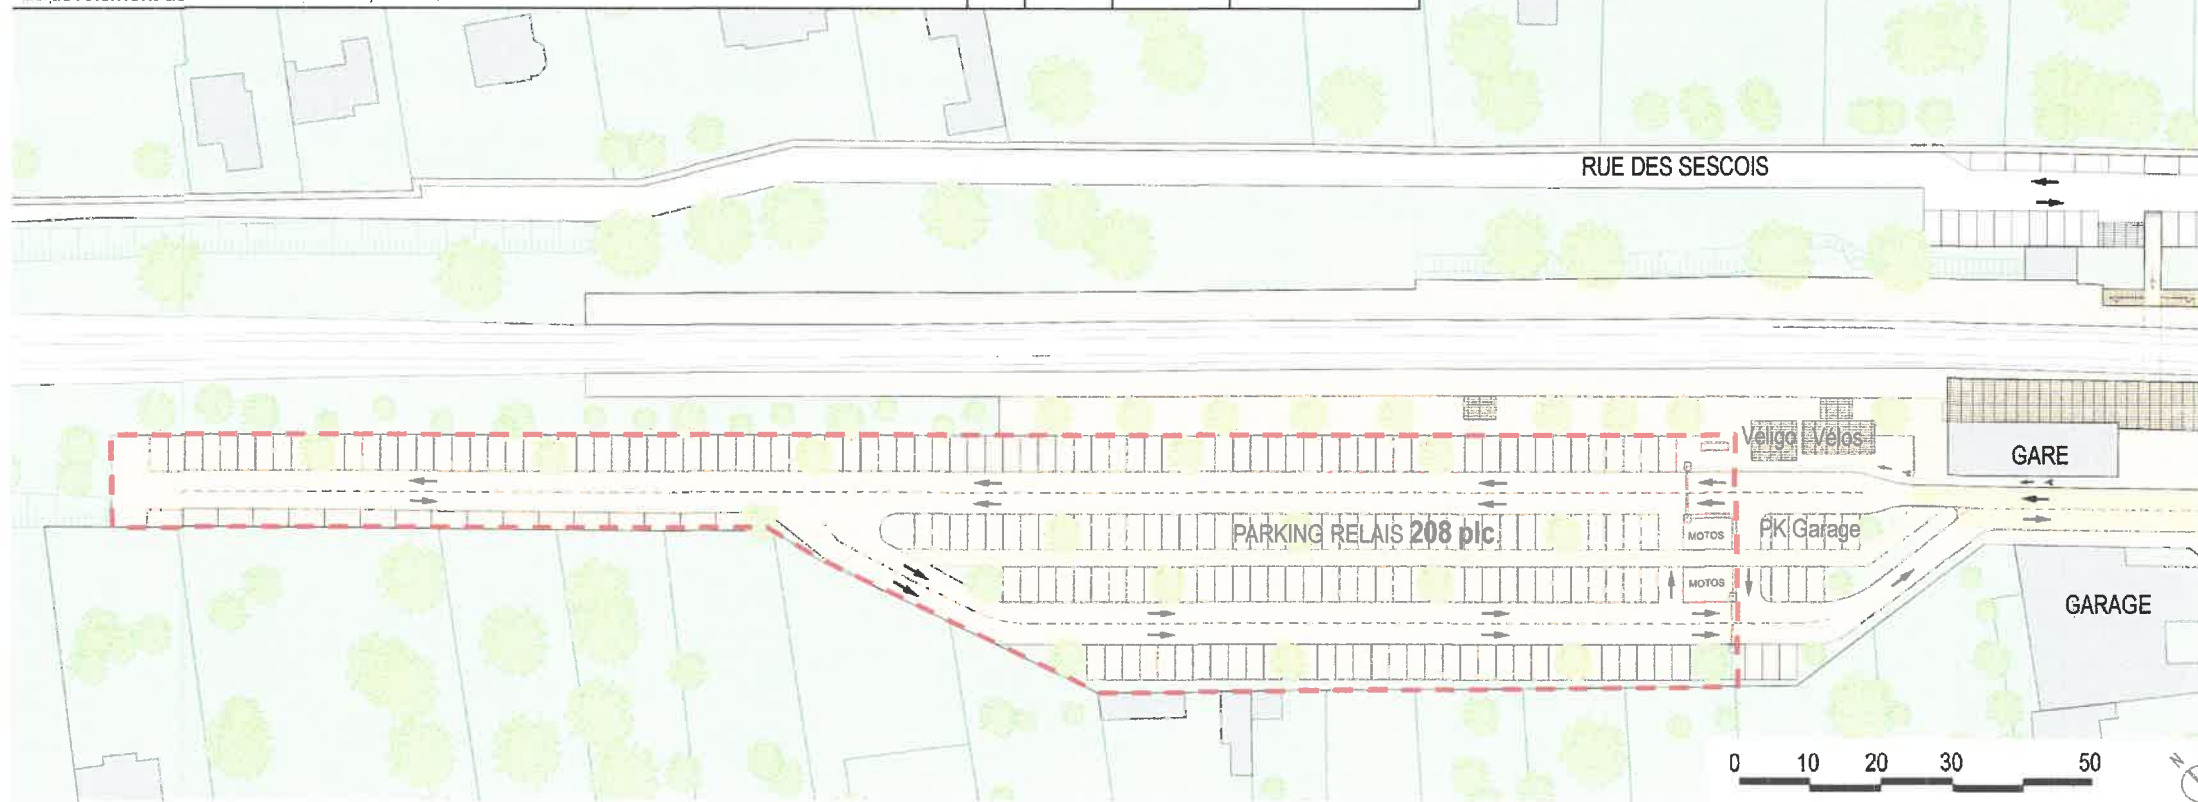 RUE DES SESCOIS
Véligo Vélos
GARE
PARKING RELAIS 208 plc.
MOTOS
PK Garage
MOTOS
GARAGE
0 10 20 30 50
N